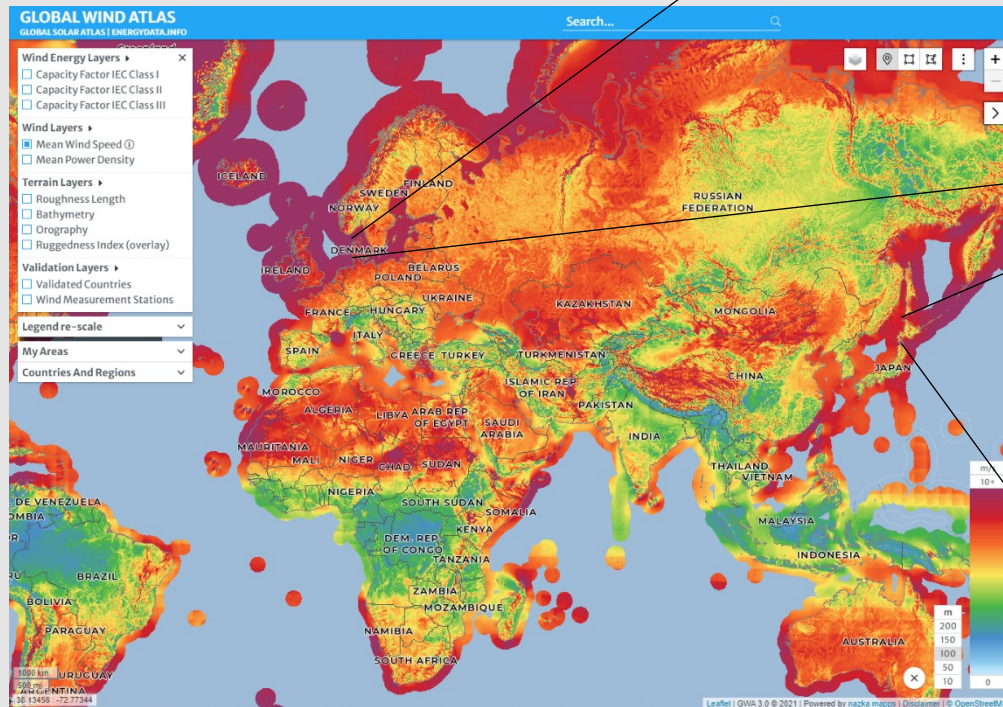 GLOBAL WIND ATLAS
GLOBAL SOLAR ATLAS | ENERGYDATA.INFO
Search...
Wind Energy Layers
Capacity Factor IEC Class I
Capacity Factor IEC Class II
Capacity Factor IEC Class III
Wind Layers
Mean Wind Speed
Mean Power Density
Terrain Layers
Roughness Length
Bathymetry
Orography
Ruggedness Index (overlay)
Validation Layers
Validated Countries
Wind Measurement Stations
Legend re-scale
My Areas
Countries And Regions
ICELAND
FINLAND
SWEDEN
NORWAY
RUSSIAN
FEDERATION
DENMARK
IRELAND
BELARUS
POLAND
UKRAINE
FRANCE
HUNGARY
KAZAKHSTAN
MONGOLIA
ITALY
SPAIN
GREECE
TURKEY
TURKMENISTAN
JAPAN
CHINA
ISLAMIC REP
OF IRAN
MOROCCO
PAKISTAN
ALGERIA
LIBYA
ARAB REP
OF EGYPT
SAUDI
ARABIA
INDIA
MAURITANIA
MALI
NIGER
CHAD
SUDAN
THAILAND
VIETNAM
NIGERIA
SOUTH SUDAN
SOMALIA
DE VENEZUELA
MALAYSIA
KENYA
DEM. REP.
OF CONGO
TANZANIA
INDONESIA
BRAZIL
ZAMBIA
BOLIVIA
MOZAMBIQUE
PARAGUAY
NAMIBIA
AUSTRALIA
SOUTH AFRICA
URUGUAY
ARGENTINA
1000 km
500 mi
m/
10+
0
m
200
150
100
50
10
Leaflet | GWA 3.0 © 2021 | Powered by nazka mapps | Disclaimer | © OpenStreetM